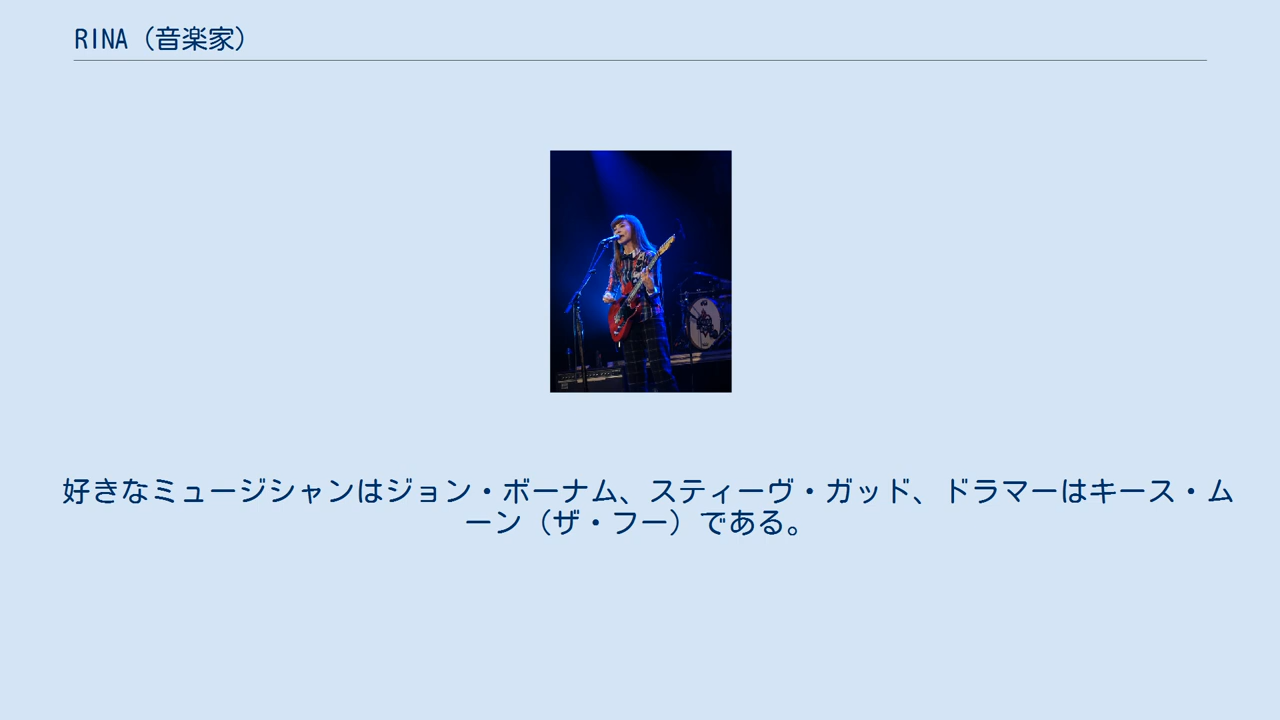 RINA（音楽家）
好きなミュージシャンはジョン・ボーナム、スティーヴ・ガッド、ドラマーはキース・ム
ーン（ザ・フー）である。